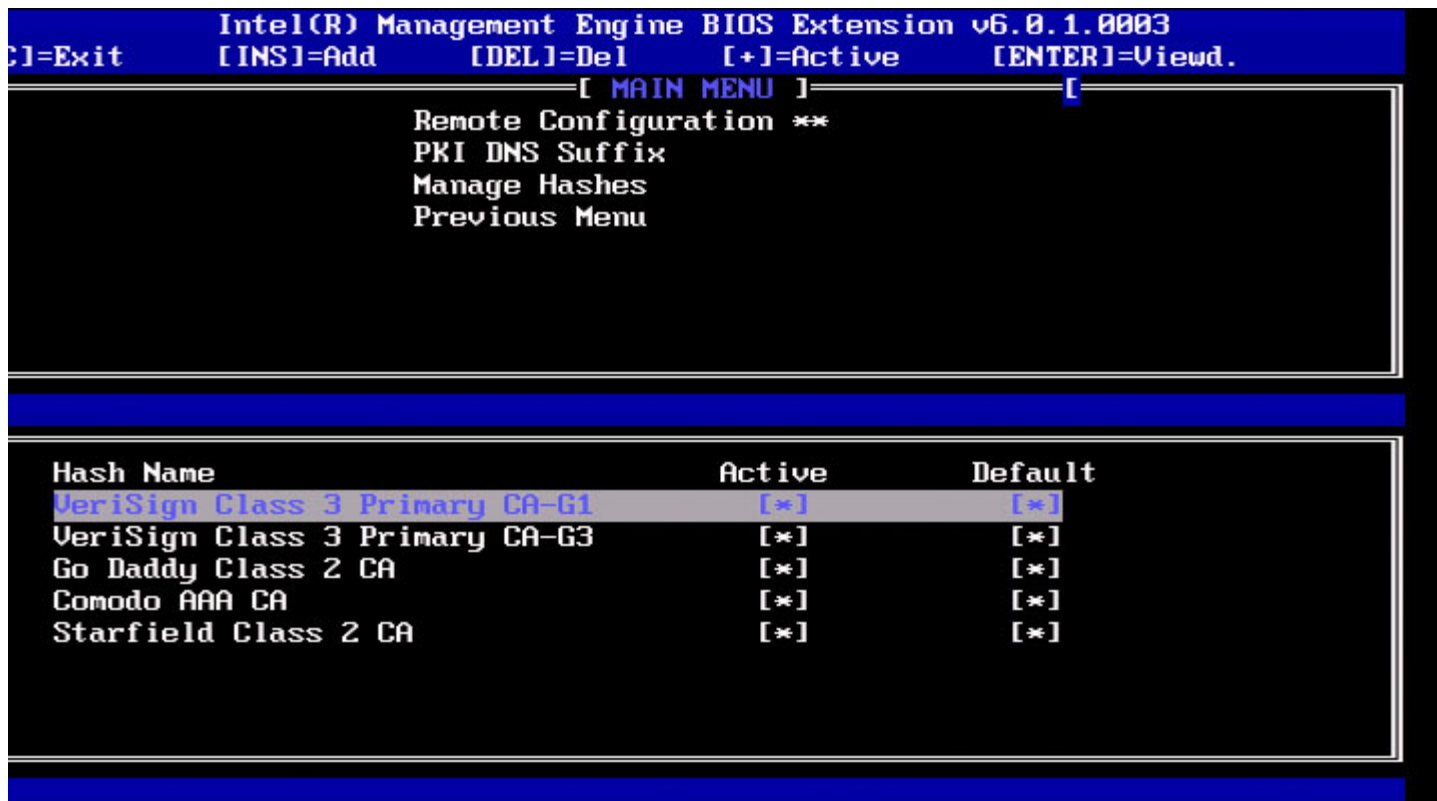 Intel(R) Management Engine BIOS Extension v6.0.1.0003
C]=Exit [INS]=Add [DEL]=Del [+]=Active [ENTER]=Viewd.
[ MAIN MENU ] [
Remote Configuration **
PKI DNS Suffix
Manage Hashes
Previous Menu
Hash Name Active Default
VeriSign Class 3 Primary CA-G1 [*] [*]
VeriSign Class 3 Primary CA-G3 [*] [*]
Go Daddy Class 2 CA [*] [*]
Comodo AAA CA [*] [*]
Starfield Class 2 CA [*] [*]